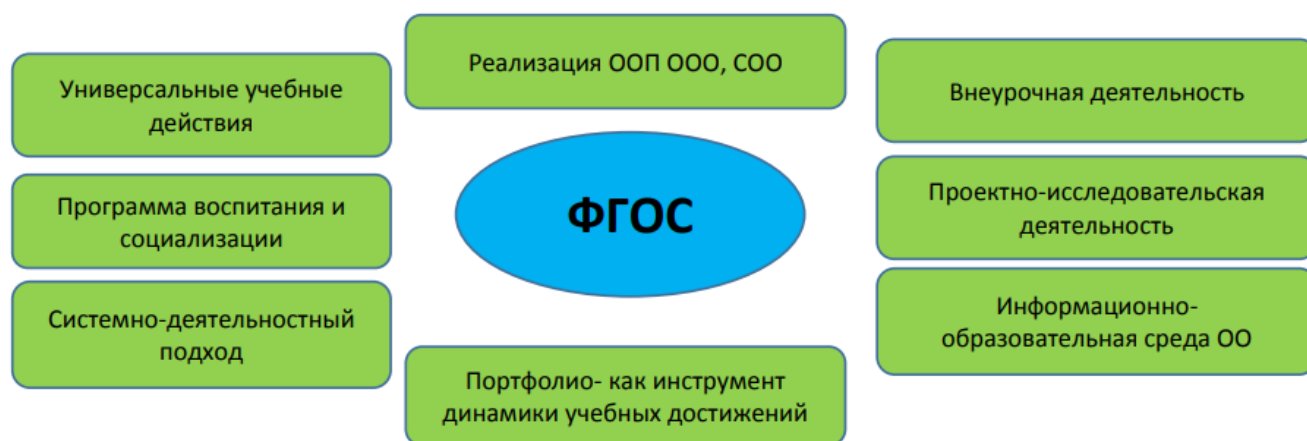 Реализация ООП ООО, СОО
Универсальные учебные
действия
Программа воспитания и
социализации
Системно-деятельностный
подход
ФГОС
Внеурочная деятельность
Проектно-исследовательская
деятельность
Информационно-
образовательная среда ОО
Портфолио- как инструмент
динамики учебных достижений